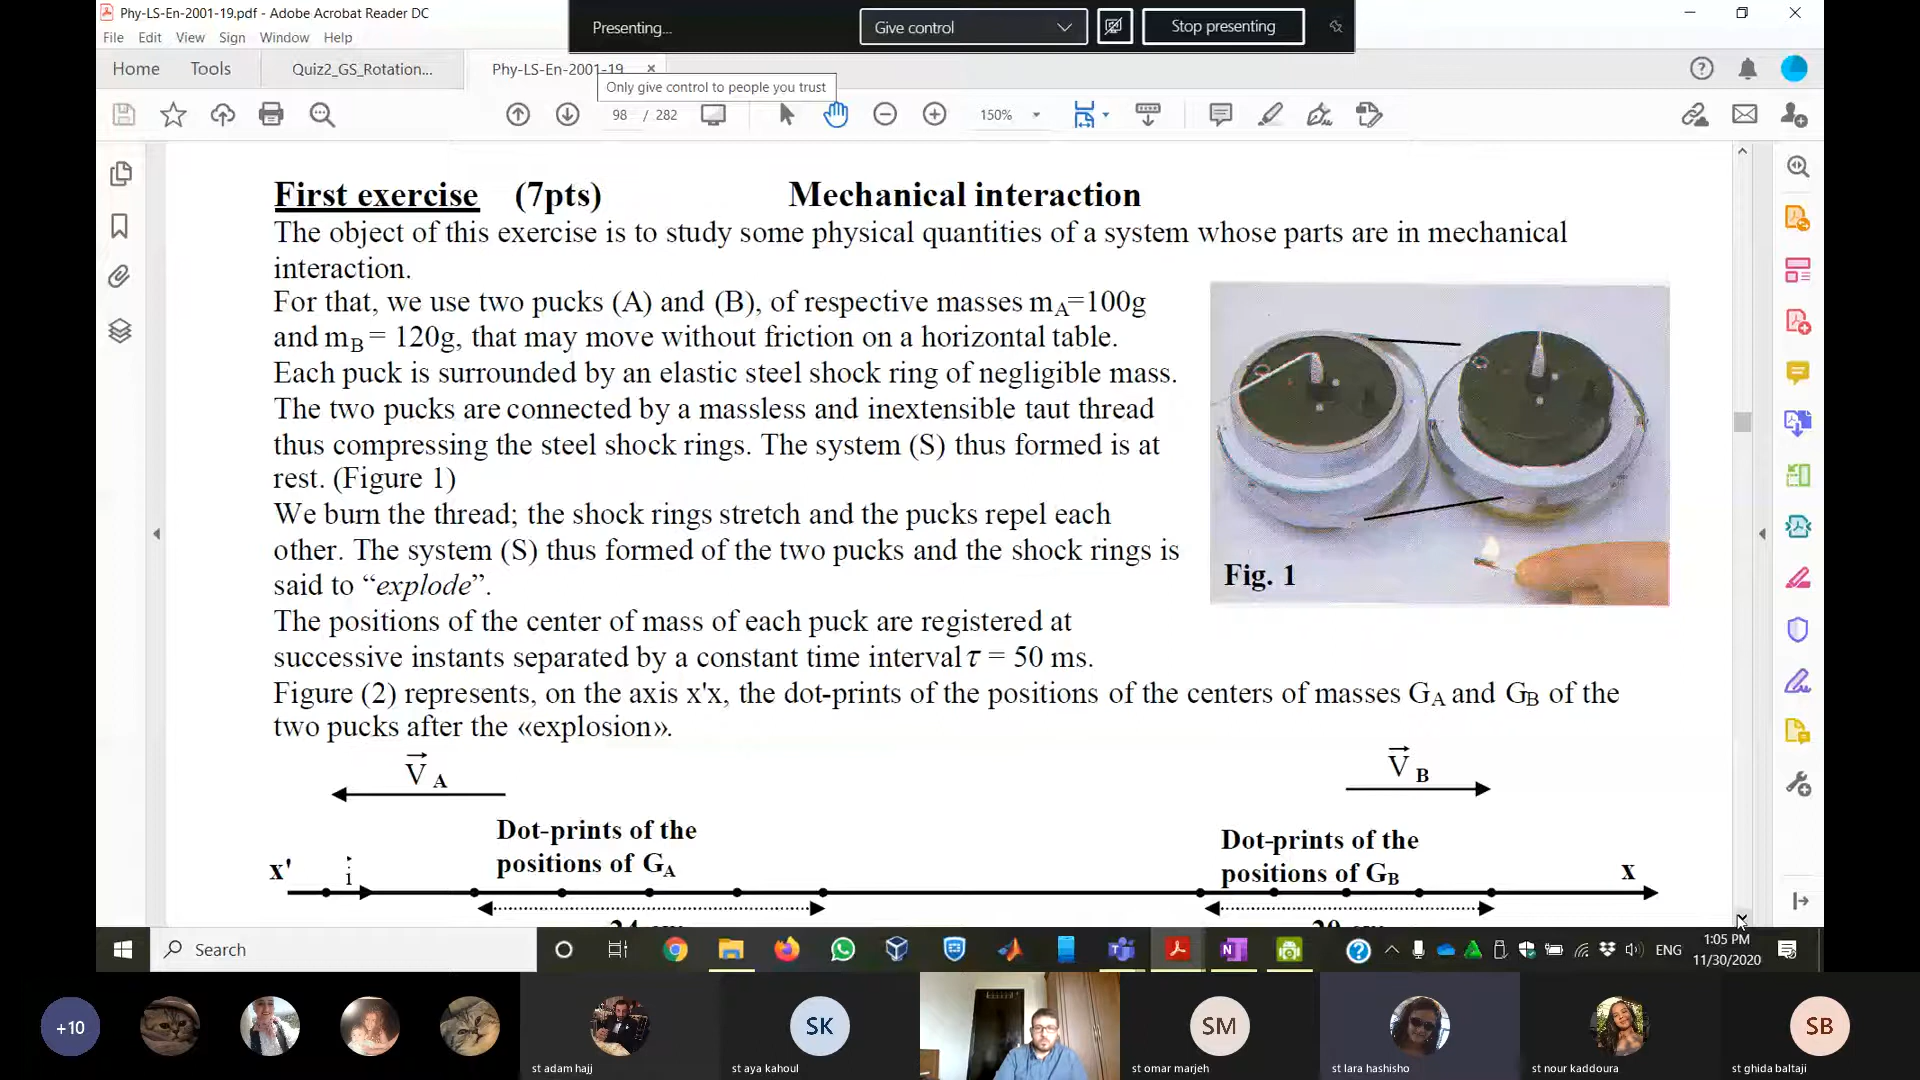 Phy-LS-En-2001-19.pdf - Adobe Acrobat Reader DC
Presenting...
Give control
Stop presenting
File Edit View Sign Window Help
Home Tools Quiz2_GS_Rotation... Phy-LS-En-2001-19...
Only give control to people you trust
98 / 282 150%
First exercise (7pts) Mechanical interaction
The object of this exercise is to study some physical quantities of a system whose parts are in mechanical
interaction.
For that, we use two pucks (A) and (B), of respective masses mA=100g
and mB = 120g, that may move without friction on a horizontal table.
Each puck is surrounded by an elastic steel shock ring of negligible mass.
The two pucks are connected by a massless and inextensible taut thread
thus compressing the steel shock rings. The system (S) thus formed is at
rest. (Figure 1)
We burn the thread; the shock rings stretch and the pucks repel each
other. The system (S) thus formed of the two pucks and the shock rings is
said to “explode”.
Fig. 1
The positions of the center of mass of each puck are registered at
successive instants separated by a constant time interval τ = 50 ms.
Figure (2) represents, on the axis x'x, the dot-prints of the positions of the centers of masses GA and GB of the
two pucks after the «explosion».
V A
V B
Dot-prints of the
positions of GA
Dot-prints of the
positions of GB
x' i x
Search
ENG
1:05 PM
11/30/2020
+10
SK
SM
SB
st adam hajj
st aya kahoul
st omar marjeh
st lara hashisho
st nour kaddoura
st ghida baltaji